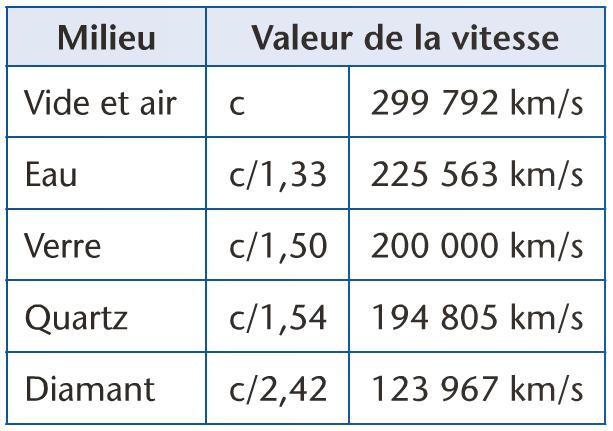 Milieu Valeur de la vitesse
Vide et air c 299 792 km/s
Eau c/1,33 225 563 km/s
Verre c/1,50 200 000 km/s
Quartz c/1,54 194 805 km/s
Diamant c/2,42 123 967 km/s